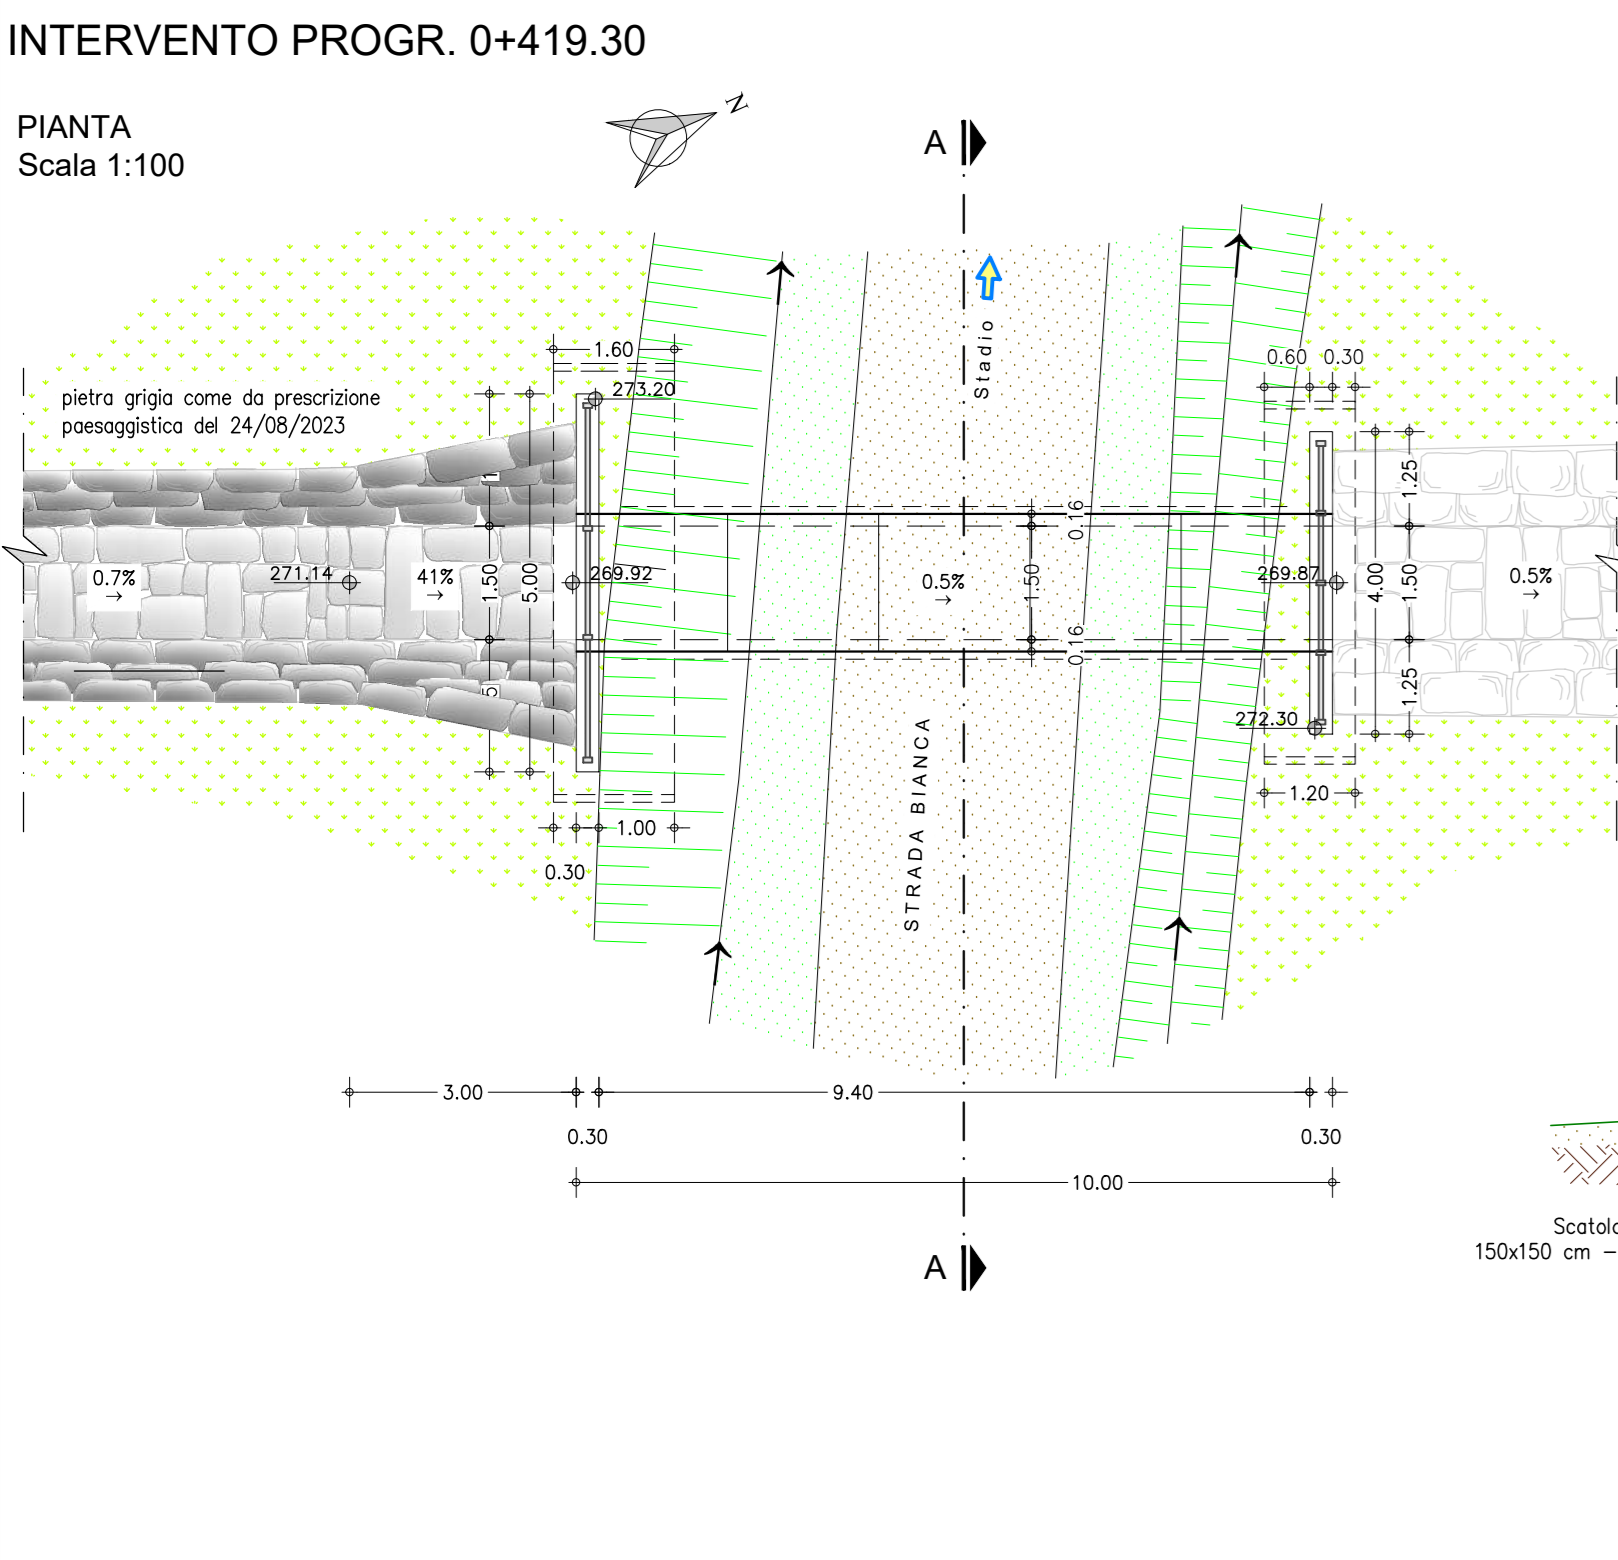 INTERVENTO PROGR. 0+419.30
PIANTA
Scala 1:100
N
A
Stadio
1.60
0.60
0.30
273.20
pietra grigia come da prescrizione
paesaggistica del 24/08/2023
1.25
0.16
0.7%
271.14
41%
1.50
5.00
269.92
0.5%
1.50
269.87
4.00
1.50
0.5%
0.16
1.25
272.30
STRADA BIANCA
1.20
1.00
0.30
3.00
9.40
0.30
0.30
10.00
A
150x150 cm –